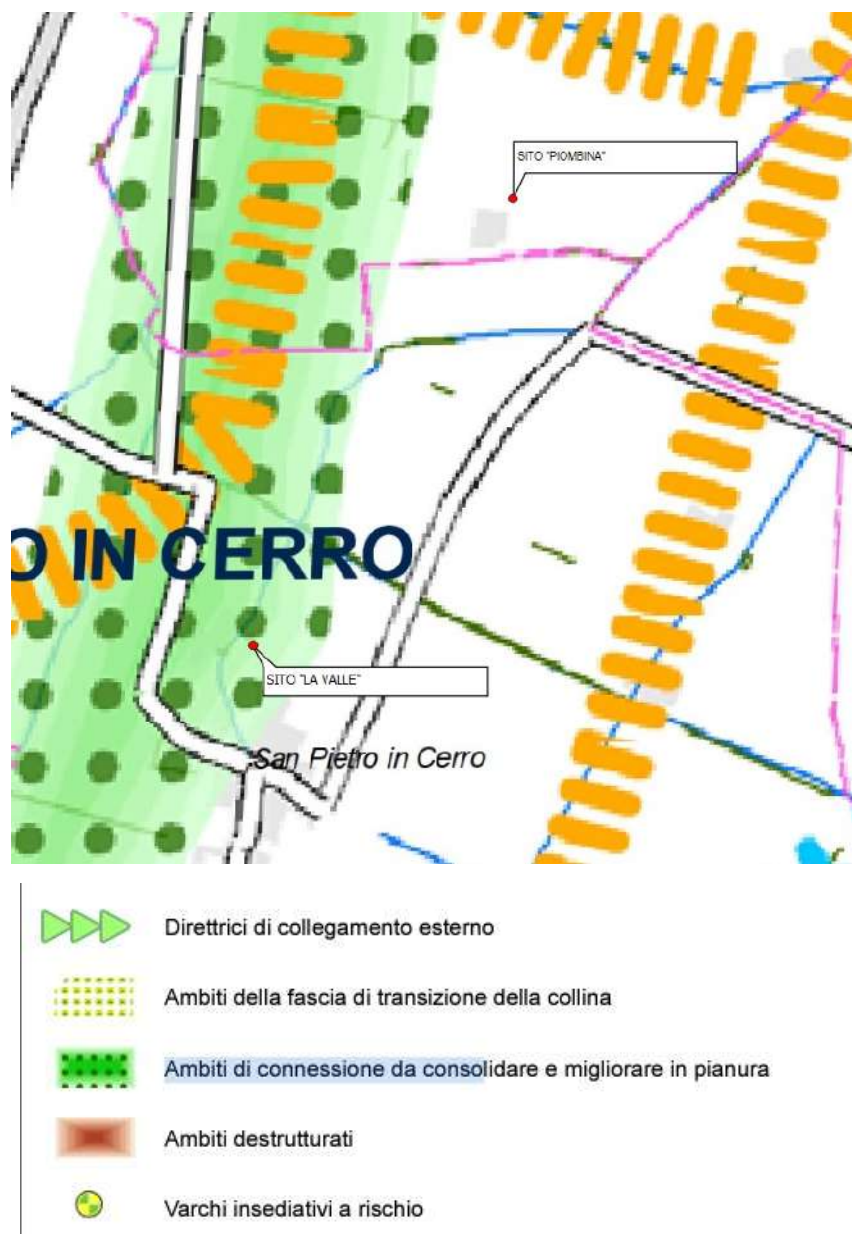 SITO "PIOMBINA"
O IN CERRO
SITO "LA VALLE"
San Pietro in Cerro
Direttrici di collegamento esterno
Ambiti della fascia di transizione della collina
Ambiti di connessione da consolidare e migliorare in pianura
Ambiti destrutturati
Varchi insediativi a rischio